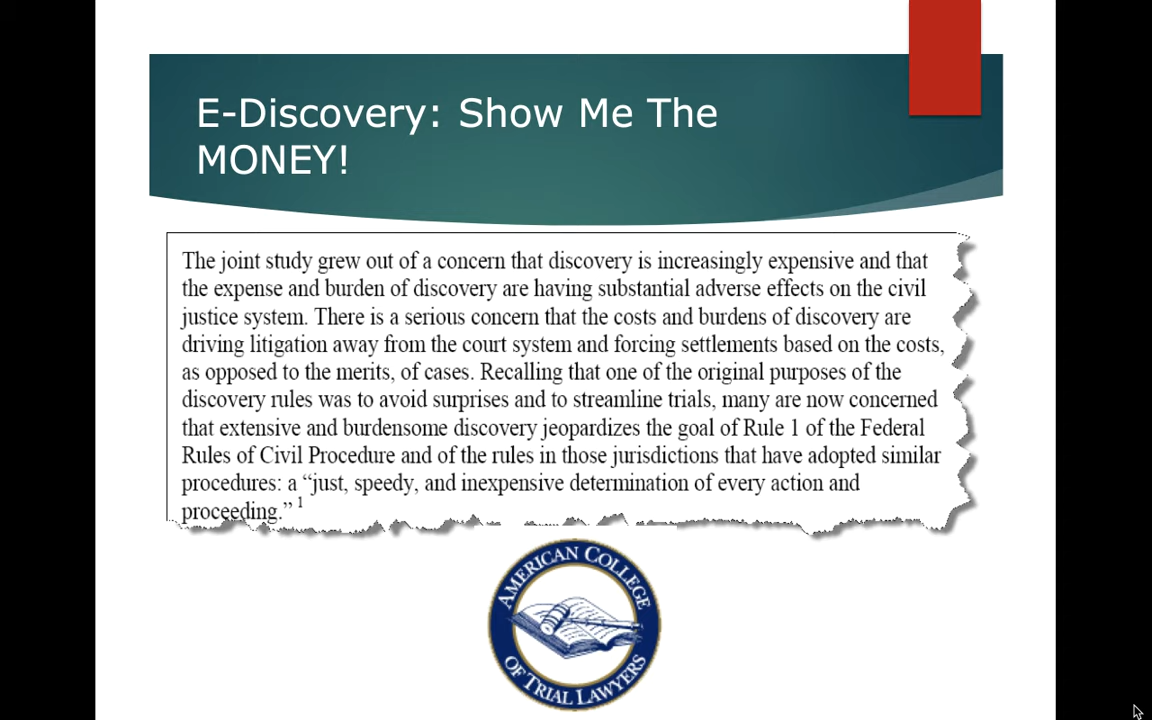 E-Discovery: Show Me The
MONEY!
The joint study grew out of a concern that discovery is increasingly expensive and that
the expense and burden of discovery are having substantial adverse effects on the civil
justice system. There is a serious concern that the costs and burdens of discovery are
driving litigation away from the court system and forcing settlements based on the costs,
as opposed to the merits, of cases. Recalling that one of the original purposes of the
discovery rules was to avoid surprises and to streamline trials, many are now concerned
that extensive and burdensome discovery jeopardizes the goal of Rule 1 of the Federal
Rules of Civil Procedure and of the rules in those jurisdictions that have adopted similar
procedures: a “just, speedy, and inexpensive determination of every action and
proceeding.” 1
AMERICAN COLLEGE
OF TRIAL LAWYERS